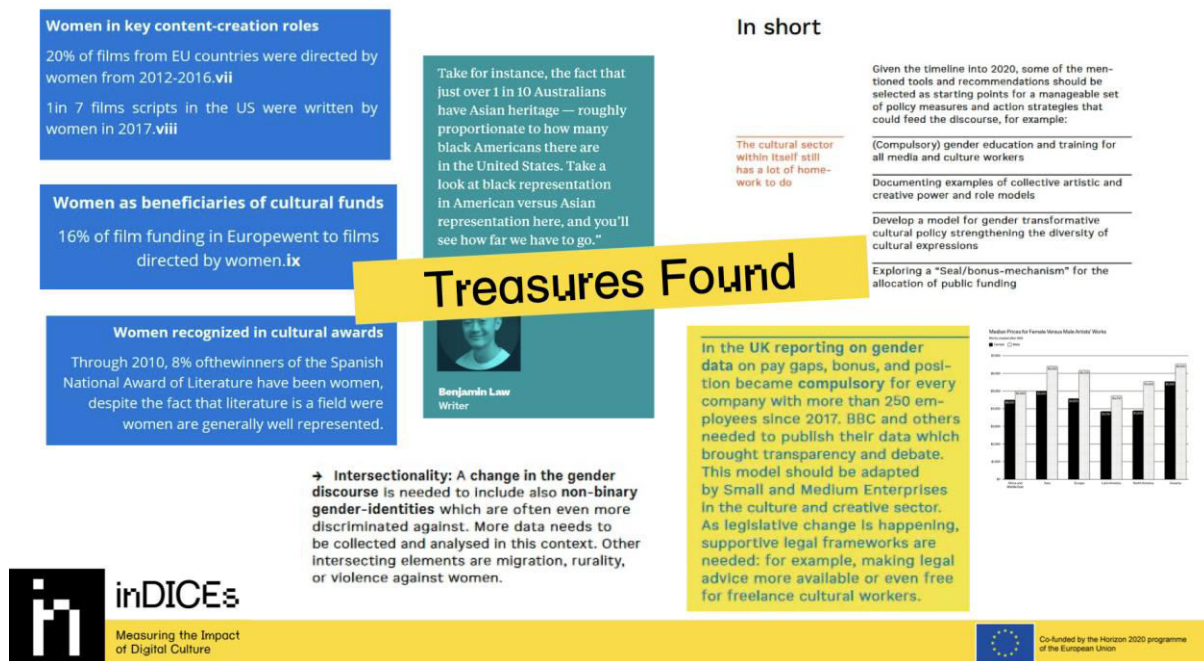 Women in key content-creation roles
20% of films from EU countries were directed by
women from 2012-2016.vii
1in 7 films scripts in the US were written by
women in 2017.viii
Women as beneficiaries of cultural funds
16% of film funding in Europewent to films
directed by women.ix
Women recognized in cultural awards
Through 2010, 8% ofthewinners of the Spanish
National Award of Literature have been women,
despite the fact that literature is a field were
women are generally well represented.
Take for instance, the fact that
just over 1 in 10 Australians
have Asian heritage — roughly
proportionate to how many
black Americans there are
in the United States. Take a
look at black representation
in American versus Asian
representation here, and you'll
see how far we have to go."
Benjamin Law
Writer
Treasures Found
In short
The cultural sector
within itself still
has a lot of home-
work to do
Given the timeline into 2020, some of the men-
tioned tools and recommendations should be
selected as starting points for a manageable set
of policy measures and action strategies that
could feed the discourse, for example:
(Compulsory) gender education and training for
all media and culture workers
Documenting examples of collective artistic and
creative power and role models
Develop a model for gender transformative
cultural policy strengthening the diversity of
cultural expressions
Exploring a "Seal/bonus-mechanism" for the
allocation of public funding
→ Intersectionality: A change in the gender
discourse is needed to include also non-binary
gender-identities which are often even more
discriminated against. More data needs to
be collected and analysed in this context. Other
intersecting elements are migration, rurality,
or violence against women.
In the UK reporting on gender
data on pay gaps, bonus, and posi-
tion became compulsory for every
company with more than 250 em-
ployees since 2017. BBC and others
needed to publish their data which
brought transparency and debate.
This model should be adapted
by Small and Medium Enterprises
in the culture and creative sector.
As legislative change is happening,
supportive legal frameworks are
needed: for example, making legal
advice more available or even free
for freelance cultural workers.
Median Prices for Female Versus Male Artists' Works
in
inDICEs
Measuring the Impact
of Digital Culture
Co-funded by the Horizon 2020 programme
of the European Union